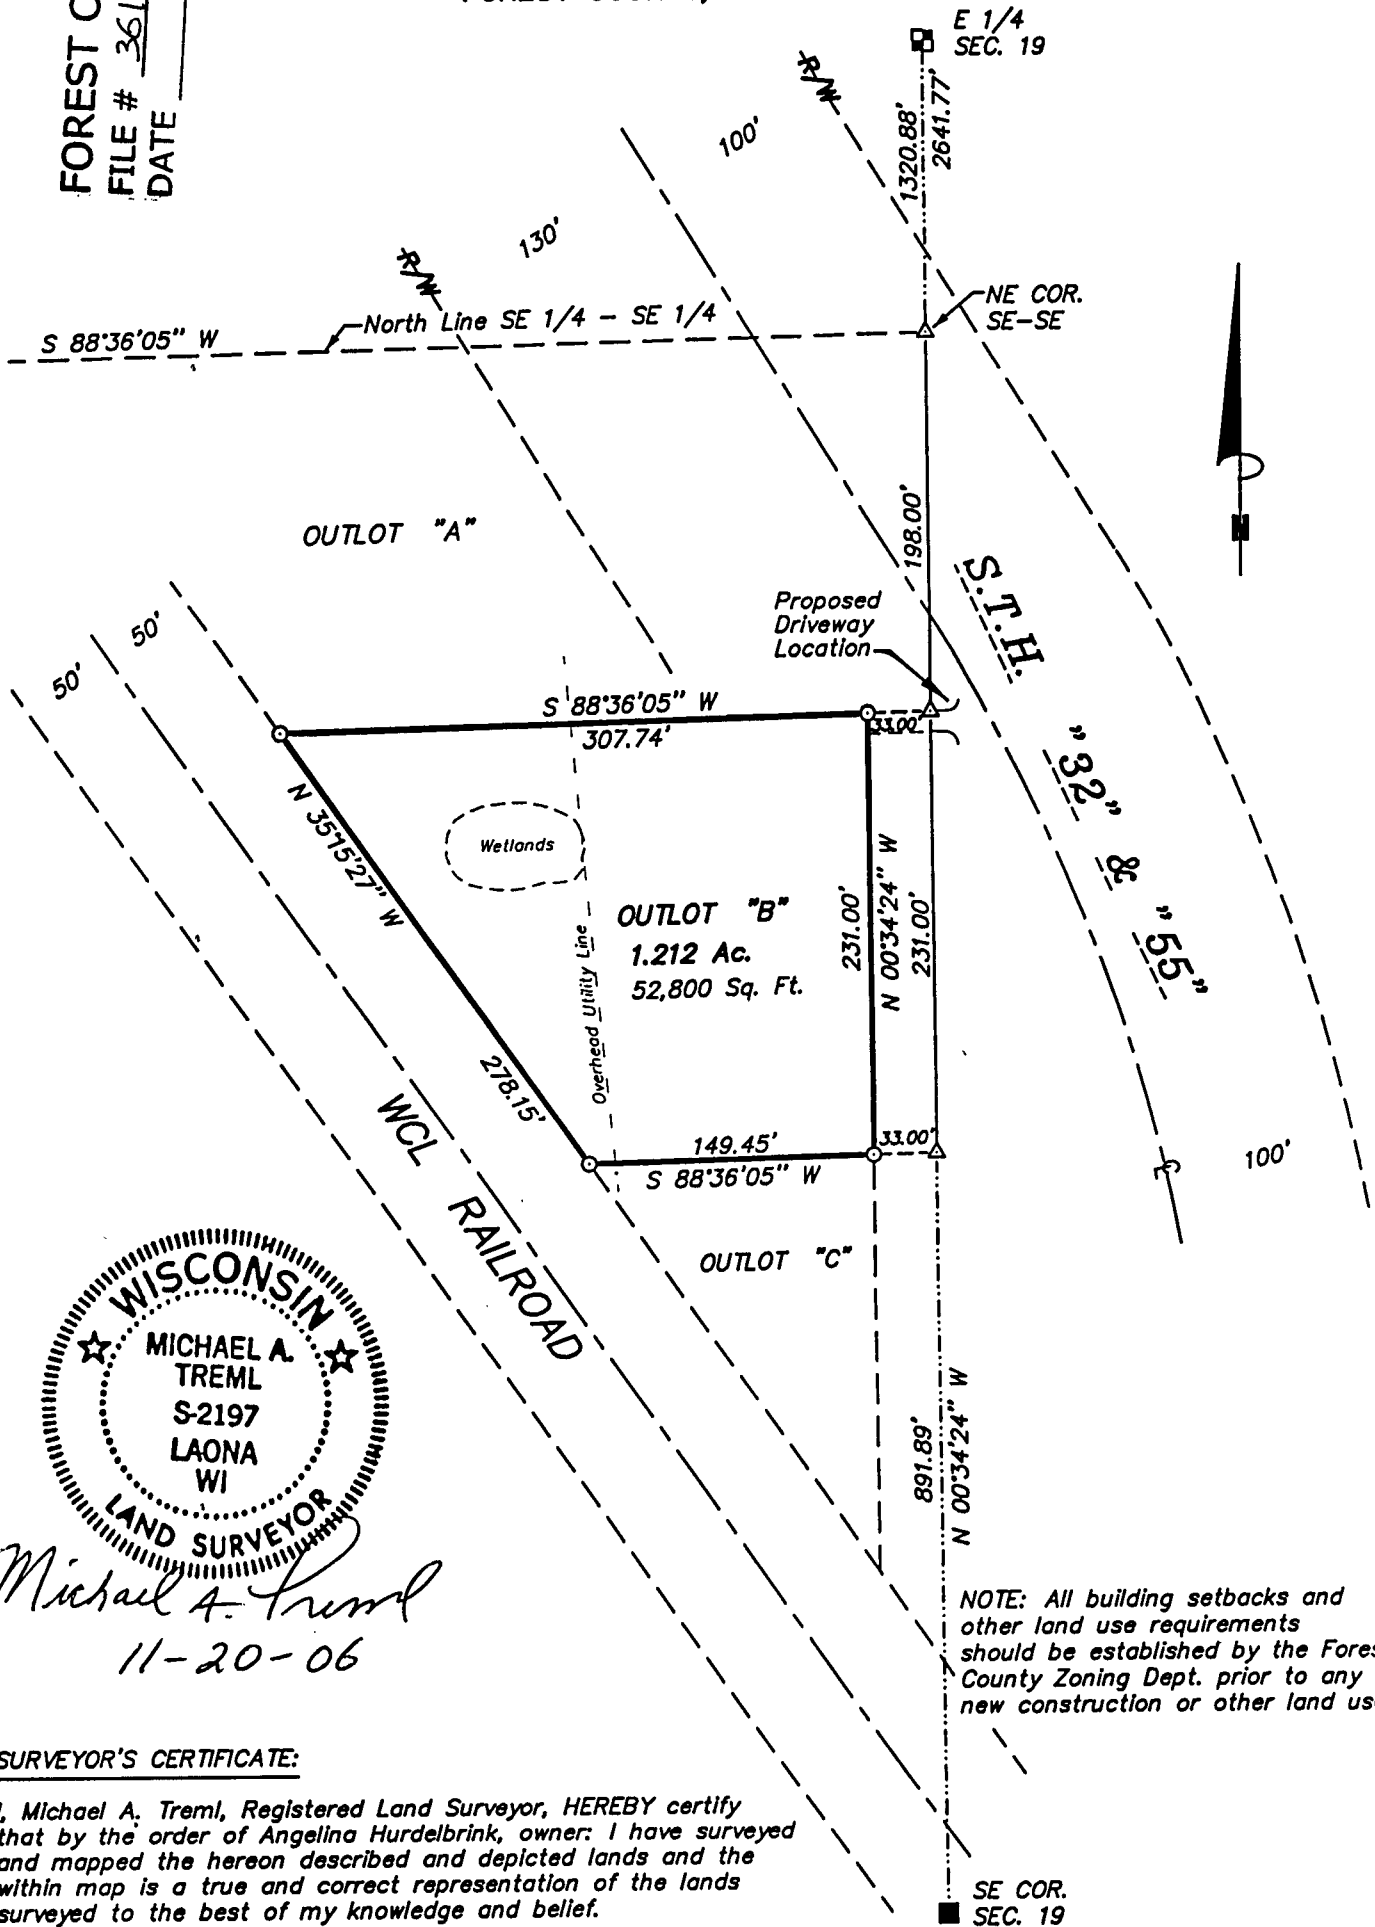 FOREST
FILE # 361
DATE
E 1/4
SEC. 19
R/W
100'
1320.88'
2641.77'
130'
R/W
NE COR.
SE-SE
North Line SE 1/4 - SE 1/4
S 88°36'05" W
198.00'
OUTLOT "A"
N
S.T.H. "32" & "55"
Proposed
Driveway
Location
50'
50'
S 88°36'05" W
307.74'
33.00'
N 35°15'27" W
278.15'
Wetlands
Overhead Utility Line
OUTLOT "B"
1.212 Ac.
52,800 Sq. Ft.
231.00'
N 00°34'24" W
231.00'
149.45'
S 88°36'05" W
33.00'
100'
WCL RAILROAD
OUTLOT "C"
891.89'
N 00°34'24" W
WISCONSIN
MICHAEL A.
TREML
S-2197
LAONA
WI
LAND SURVEYOR
Michael A. Treml
11-20-06
NOTE: All building setbacks and
other land use requirements
should be established by the Fores
County Zoning Dept. prior to any
new construction or other land us
SURVEYOR'S CERTIFICATE:
I, Michael A. Treml, Registered Land Surveyor, HEREBY certify
that by the order of Angelina Hurdelbrink, owner: I have surveyed
and mapped the hereon described and depicted lands and the
within map is a true and correct representation of the lands
surveyed to the best of my knowledge and belief.
SE COR.
SEC. 19